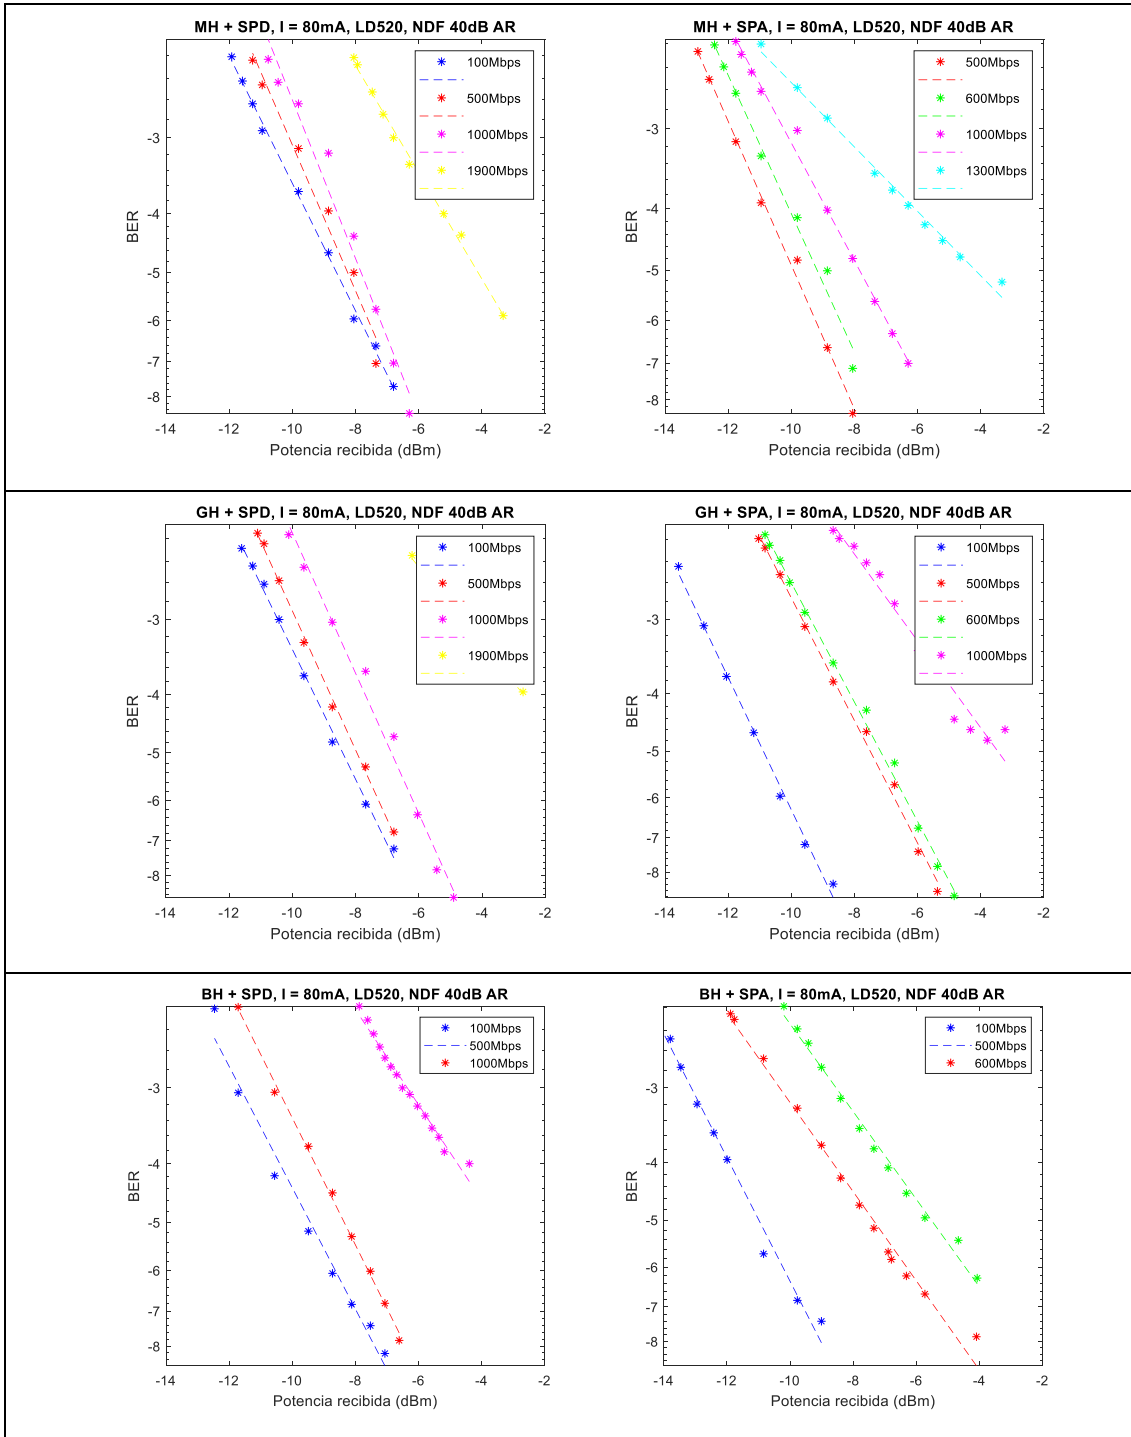 MH + SPD, I = 80mA, LD520, NDF 40dB AR
100Mbps
500Mbps
1000Mbps
1900Mbps
BER
-3
-4
-5
-6
-7
-8
-14 -12 -10 -8 -6 -4 -2
Potencia recibida (dBm)
MH + SPA, I = 80mA, LD520, NDF 40dB AR
500Mbps
600Mbps
1000Mbps
1300Mbps
BER
-3
-4
-5
-6
-7
-8
-14 -12 -10 -8 -6 -4 -2
Potencia recibida (dBm)
GH + SPD, I = 80mA, LD520, NDF 40dB AR
100Mbps
500Mbps
1000Mbps
1900Mbps
BER
-3
-4
-5
-6
-7
-8
-14 -12 -10 -8 -6 -4 -2
Potencia recibida (dBm)
GH + SPA, I = 80mA, LD520, NDF 40dB AR
100Mbps
500Mbps
600Mbps
1000Mbps
BER
-3
-4
-5
-6
-7
-8
-14 -12 -10 -8 -6 -4 -2
Potencia recibida (dBm)
BH + SPD, I = 80mA, LD520, NDF 40dB AR
100Mbps
500Mbps
1000Mbps
BER
-3
-4
-5
-6
-7
-8
-14 -12 -10 -8 -6 -4 -2
Potencia recibida (dBm)
BH + SPA, I = 80mA, LD520, NDF 40dB AR
100Mbps
500Mbps
600Mbps
BER
-3
-4
-5
-6
-7
-8
-14 -12 -10 -8 -6 -4 -2
Potencia recibida (dBm)